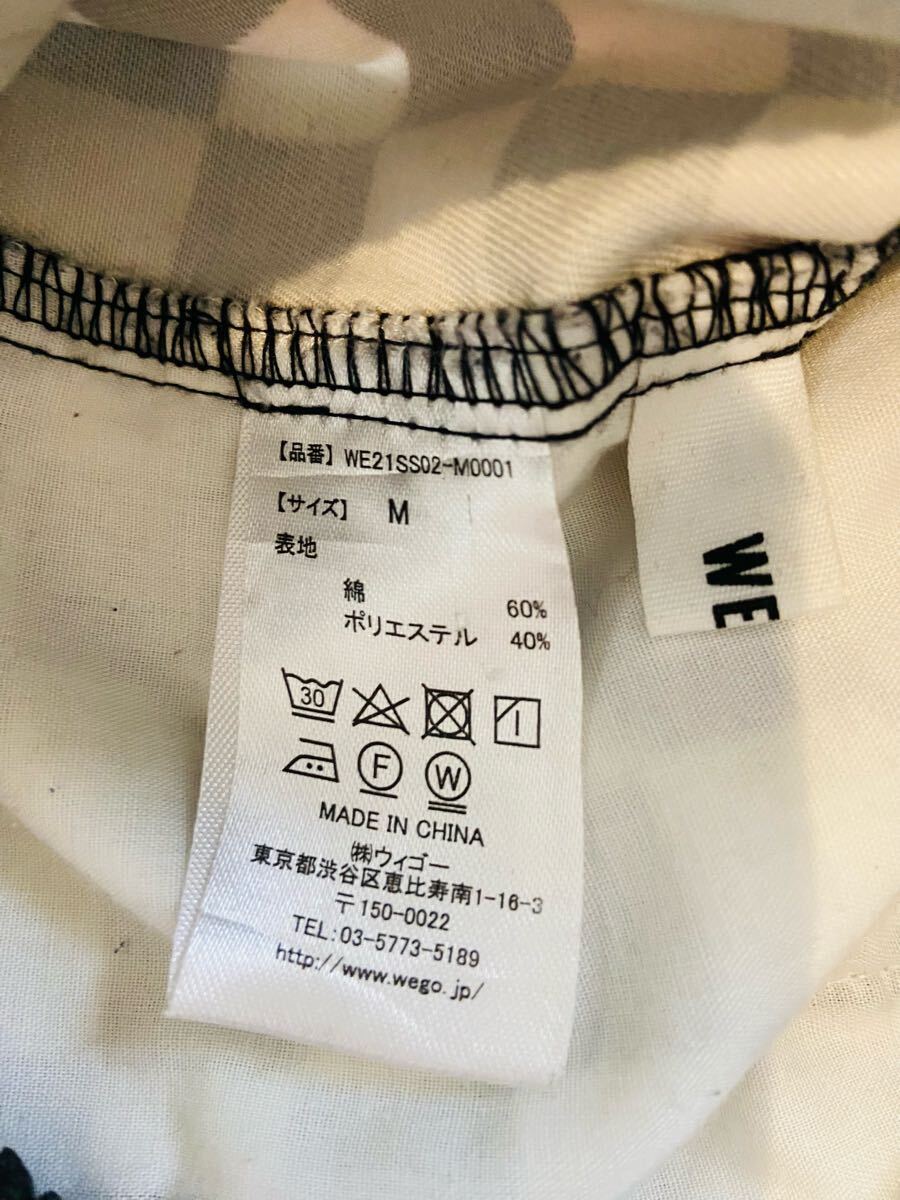 【品番】 WE21SS02-M0001
【サイズ】 M
表地
綿 60%
ポリエステル 40%
30
F
W
MADE IN CHINA
㈱ウィゴー
東京都渋谷区恵比寿南1-16-3
〒150-0022
TEL:03-5773-5189
http://www.wego.jp/
WE